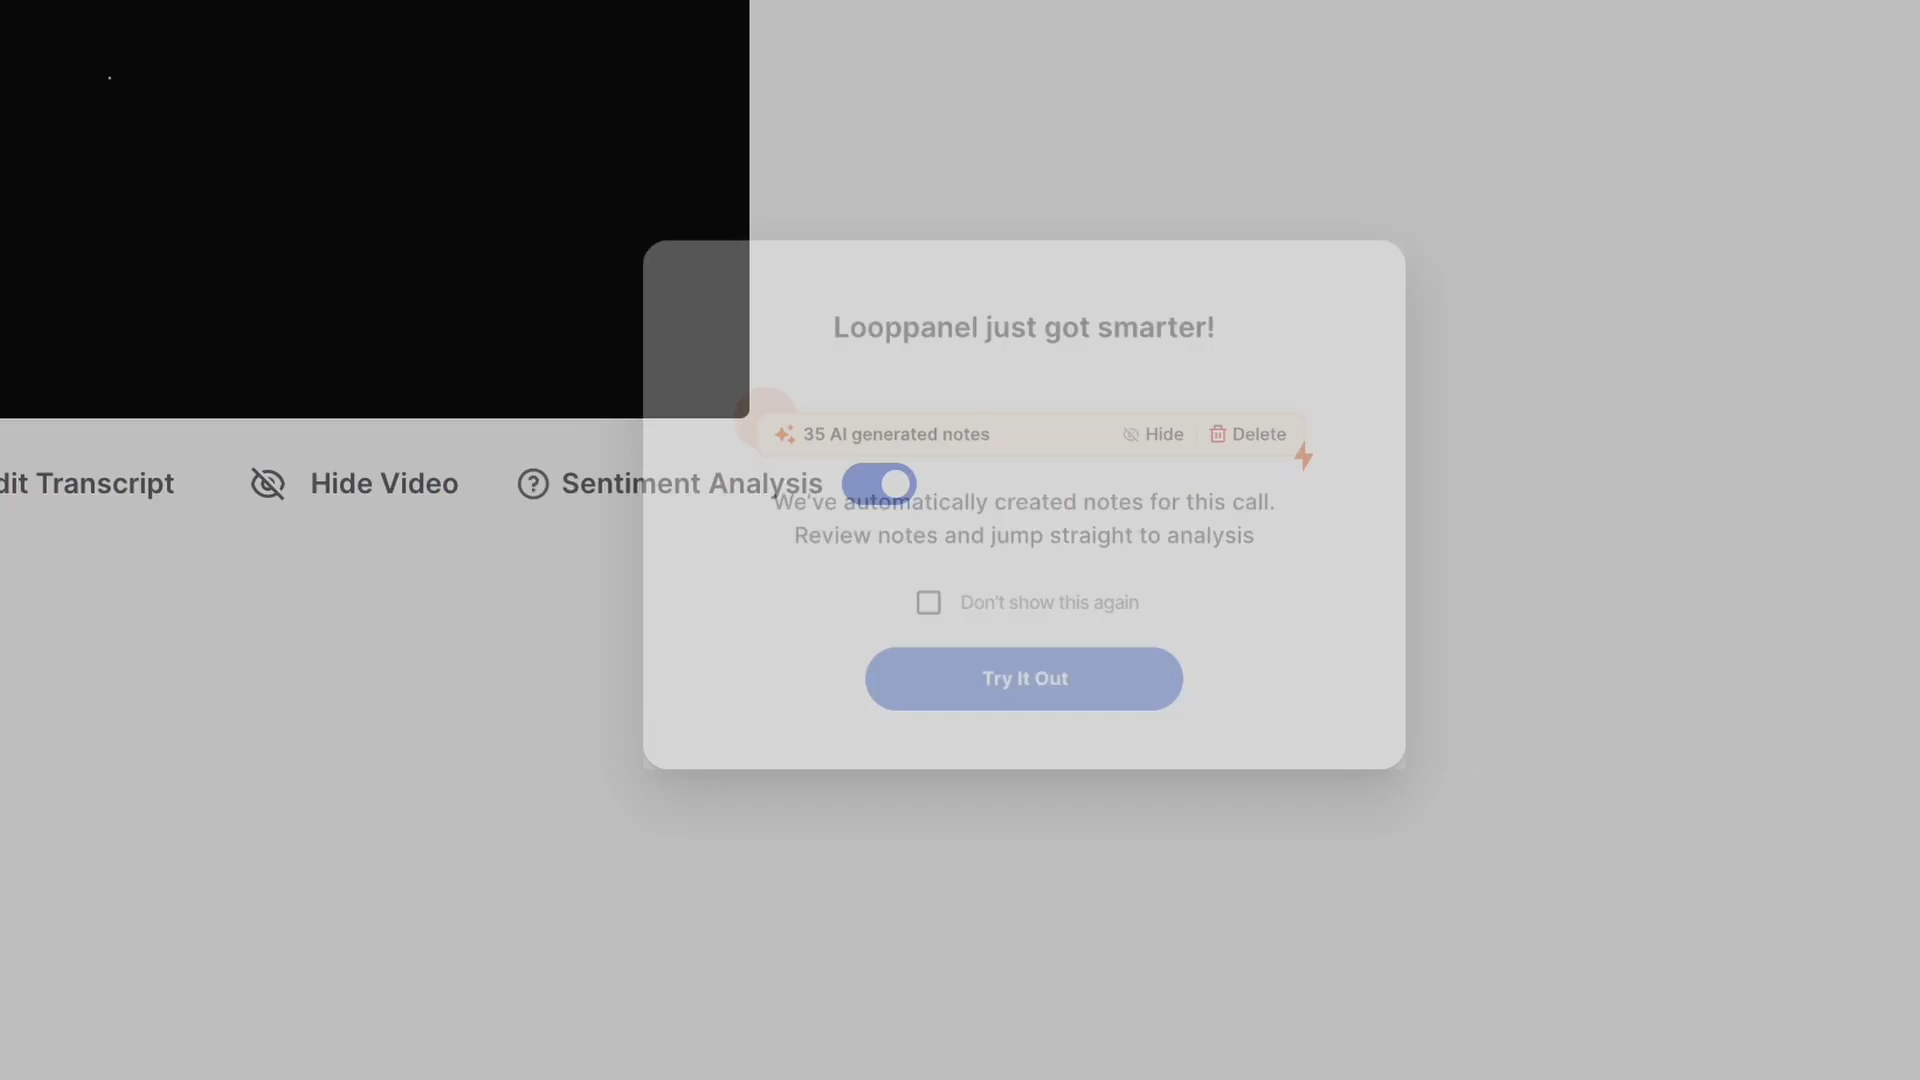 Looppanel just got smarter!
35 AI generated notes Hide Delete
dit Transcript Hide Video Sentiment Analysis
We've automatically created notes for this call.
Review notes and jump straight to analysis
Don't show this again
Try It Out